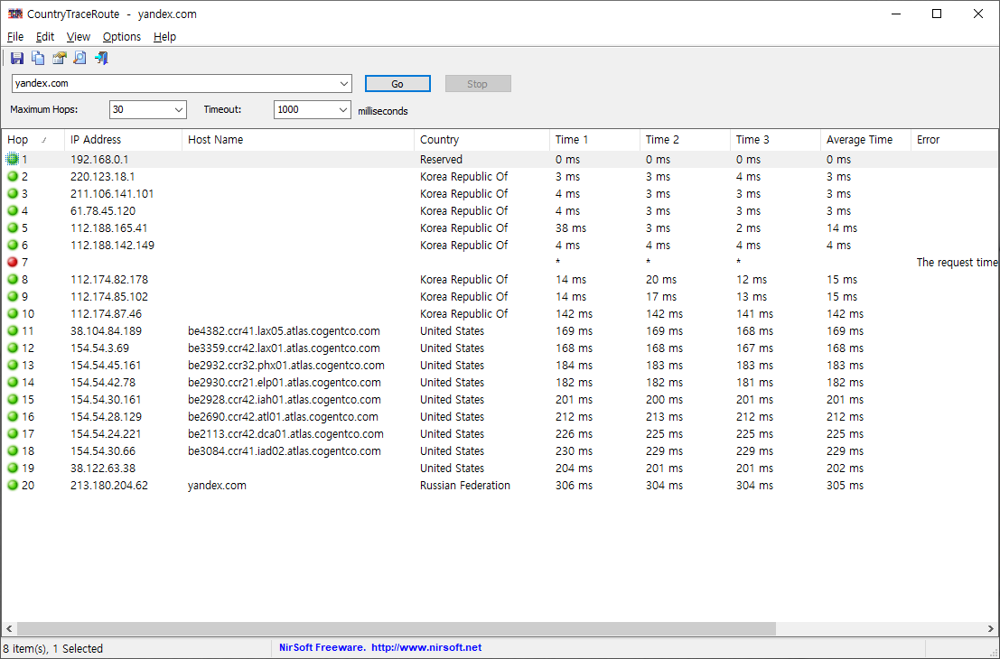 CountryTraceRoute - yandex.com
File Edit View Options Help
yandex.com Go Stop
Maximum Hops: 30 Timeout: 1000 milliseconds
Hop IP Address Host Name Country Time 1 Time 2 Time 3 Average Time Error
1 192.168.0.1 Reserved 0 ms 0 ms 0 ms 0 ms
2 220.123.18.1 Korea Republic Of 3 ms 3 ms 4 ms 3 ms
3 211.106.141.101 Korea Republic Of 4 ms 3 ms 3 ms 3 ms
4 61.78.45.120 Korea Republic Of 4 ms 3 ms 3 ms 3 ms
5 112.188.165.41 Korea Republic Of 38 ms 3 ms 2 ms 14 ms
6 112.188.142.149 Korea Republic Of 4 ms 4 ms 4 ms 4 ms
7 * * * The request time
8 112.174.82.178 Korea Republic Of 14 ms 20 ms 12 ms 15 ms
9 112.174.85.102 Korea Republic Of 14 ms 17 ms 13 ms 15 ms
10 112.174.87.46 Korea Republic Of 142 ms 142 ms 141 ms 142 ms
11 38.104.84.189 be4382.ccr41.lax05.atlas.cogentco.com United States 169 ms 169 ms 168 ms 169 ms
12 154.54.3.69 be3359.ccr42.lax01.atlas.cogentco.com United States 168 ms 168 ms 167 ms 168 ms
13 154.54.45.161 be2932.ccr32.phx01.atlas.cogentco.com United States 184 ms 183 ms 183 ms 183 ms
14 154.54.42.78 be2930.ccr21.elp01.atlas.cogentco.com United States 182 ms 182 ms 181 ms 182 ms
15 154.54.30.161 be2928.ccr42.iah01.atlas.cogentco.com United States 201 ms 200 ms 201 ms 201 ms
16 154.54.28.129 be2690.ccr42.atl01.atlas.cogentco.com United States 212 ms 213 ms 212 ms 212 ms
17 154.54.24.221 be2113.ccr42.dca01.atlas.cogentco.com United States 226 ms 225 ms 225 ms 225 ms
18 154.54.30.66 be3084.ccr41.iad02.atlas.cogentco.com United States 230 ms 229 ms 229 ms 229 ms
19 38.122.63.38 United States 204 ms 201 ms 201 ms 202 ms
20 213.180.204.62 yandex.com Russian Federation 306 ms 304 ms 304 ms 305 ms
8 item(s), 1 Selected NirSoft Freeware. http://www.nirsoft.net